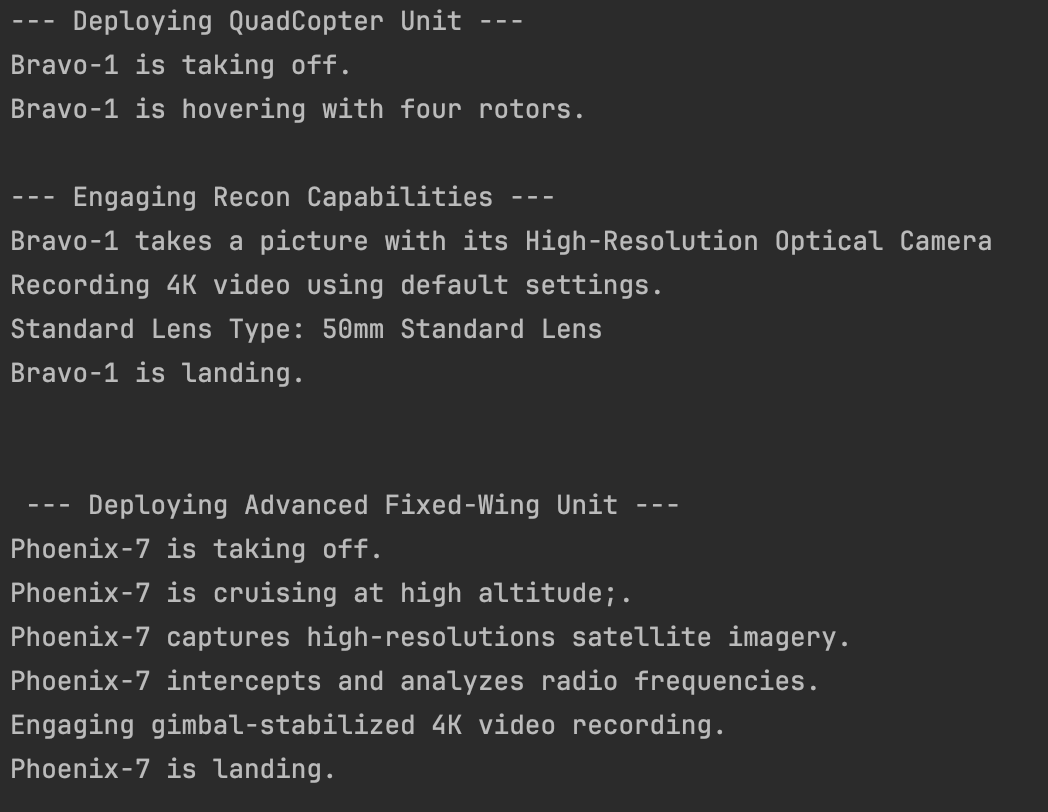 --- Deploying QuadCopter Unit ---
Bravo-1 is taking off.
Bravo-1 is hovering with four rotors.
--- Engaging Recon Capabilities ---
Bravo-1 takes a picture with its High-Resolution Optical Camera
Recording 4K video using default settings.
Standard Lens Type: 50mm Standard Lens
Bravo-1 is landing.
--- Deploying Advanced Fixed-Wing Unit ---
Phoenix-7 is taking off.
Phoenix-7 is cruising at high altitude;.
Phoenix-7 captures high-resolutions satellite imagery.
Phoenix-7 intercepts and analyzes radio frequencies.
Engaging gimbal-stabilized 4K video recording.
Phoenix-7 is landing.